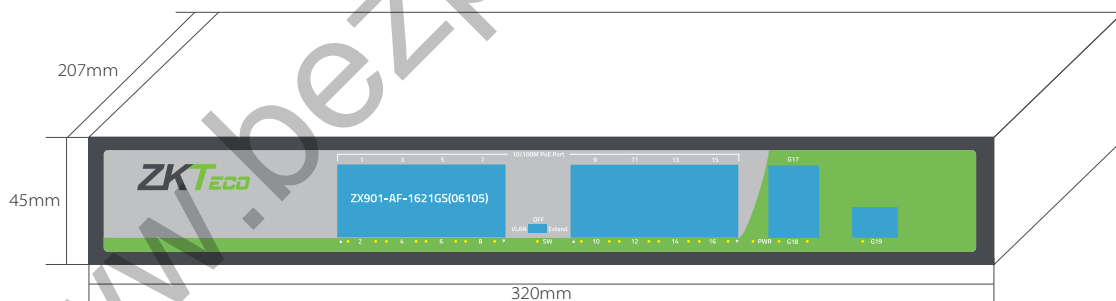 207mm
45mm
320mm
ZKTeco
10/100M PoE Port
1 3 5 7 9 11 13 15 G17
ZX901-AF-1621GS(06105)
OFF
VLAN Extend
2 4 6 8 SW 10 12 14 16 PWR G18 G19
www.bezp